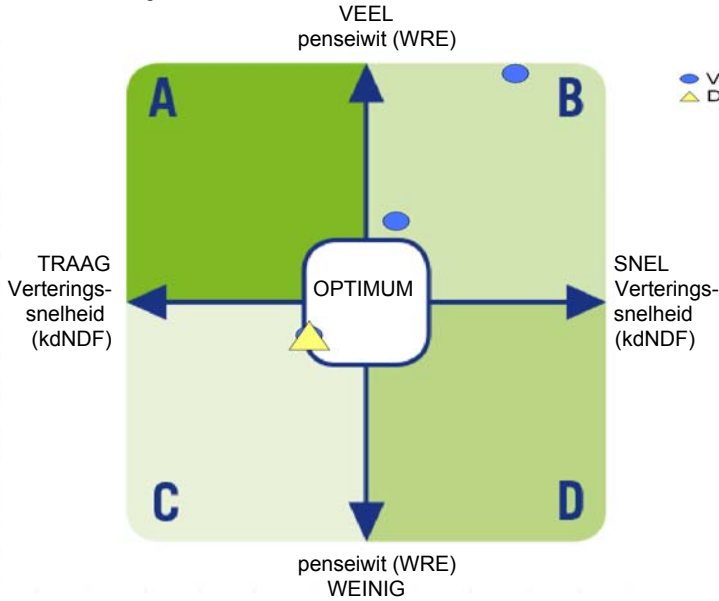 VEEL
penseiwit (WRE)
A
B
V
D
TRAAG
Verterings-
snelheid
(kdNDF)
OPTIMUM
SNEL
Verterings-
snelheid
(kdNDF)
C
D
penseiwit (WRE)
WEINIG